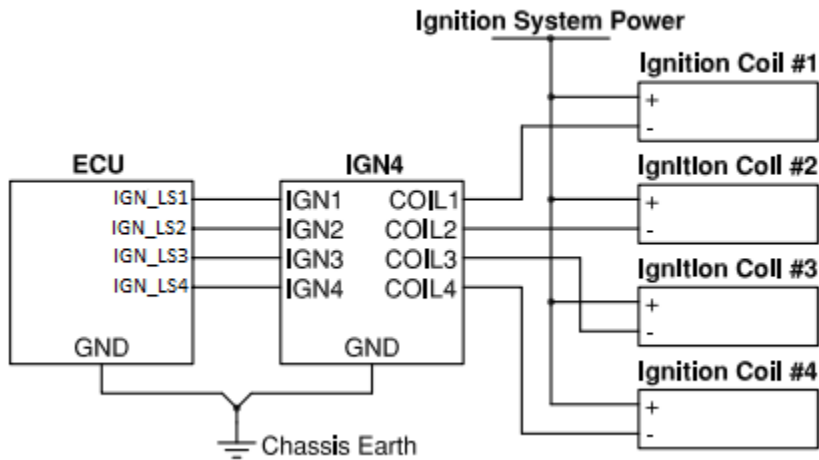 Ignition System Power
Ignition Coil #1
+
-
ECU
IGN4
Ignition Coil #2
IGN_LS1
IGN1
COIL1
+
IGN_LS2
IGN2
COIL2
-
IGN_LS3
IGN3
COIL3
Ignition Coil #3
IGN_LS4
IGN4
COIL4
+
-
GND
GND
Ignition Coil #4
+
-
Chassis Earth